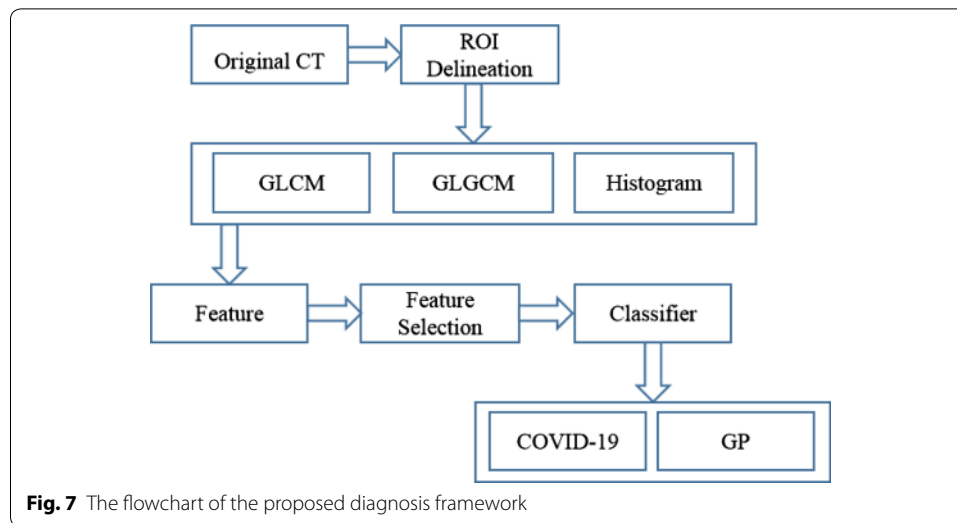 Original CT
ROI
Delineation
GLCM
GLGCM
Histogram
Feature
Feature
Selection
Classifier
COVID-19
GP
Fig. 7 The flowchart of the proposed diagnosis framework